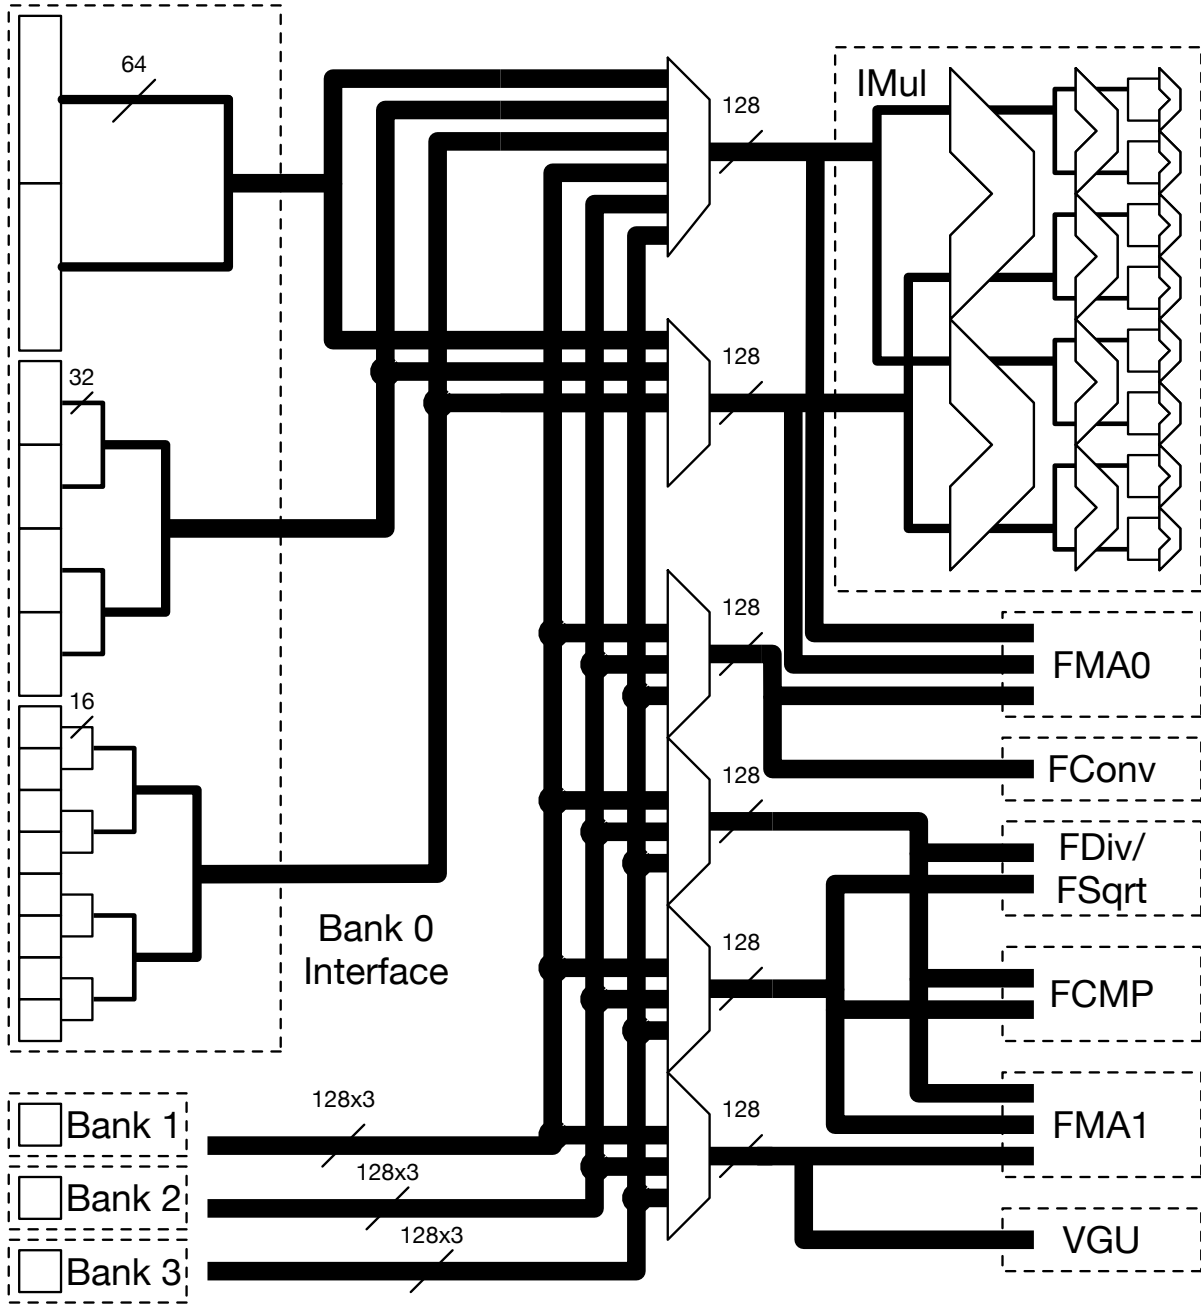 64
128
IMul
128
32
128
FMA0
16
FConv
128
FDiv/
FSqrt
Bank 0
Interface
128
FCMP
Bank 1
128x3
128
FMA1
Bank 2
128x3
Bank 3
128x3
VGU